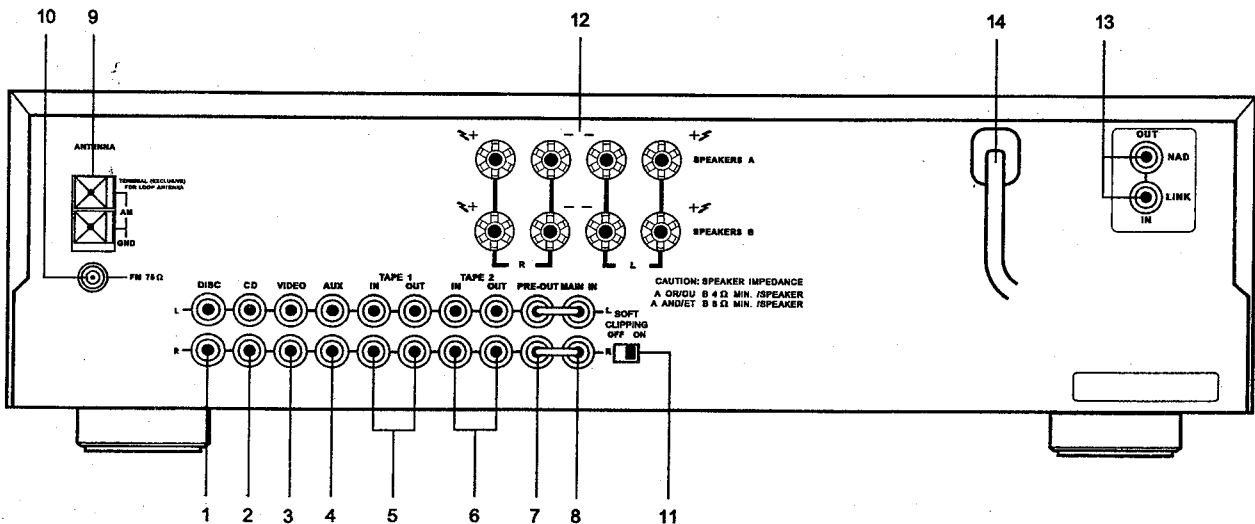 10 9 12 14 13
ANTENNA
TERMINAL (EXCLUSIVE)
FOR LOOP ANTENNA
AM
GND
FM 75Ω
+ - - +
SPEAKERS A
+ - - +
SPEAKERS B
R L
OUT
NAD
LINK
IN
CAUTION: SPEAKER IMPEDANCE
A OR/OU B 4 Ω MIN. /SPEAKER
A AND/ET B 8 Ω MIN. /SPEAKER
TAPE 1 TAPE 2
DISC CD VIDEO AUX IN OUT IN OUT PRE-OUT MAIN IN
L L
SOFT
CLIPPING
OFF ON
R R
1 2 3 4 5 6 7 8 11